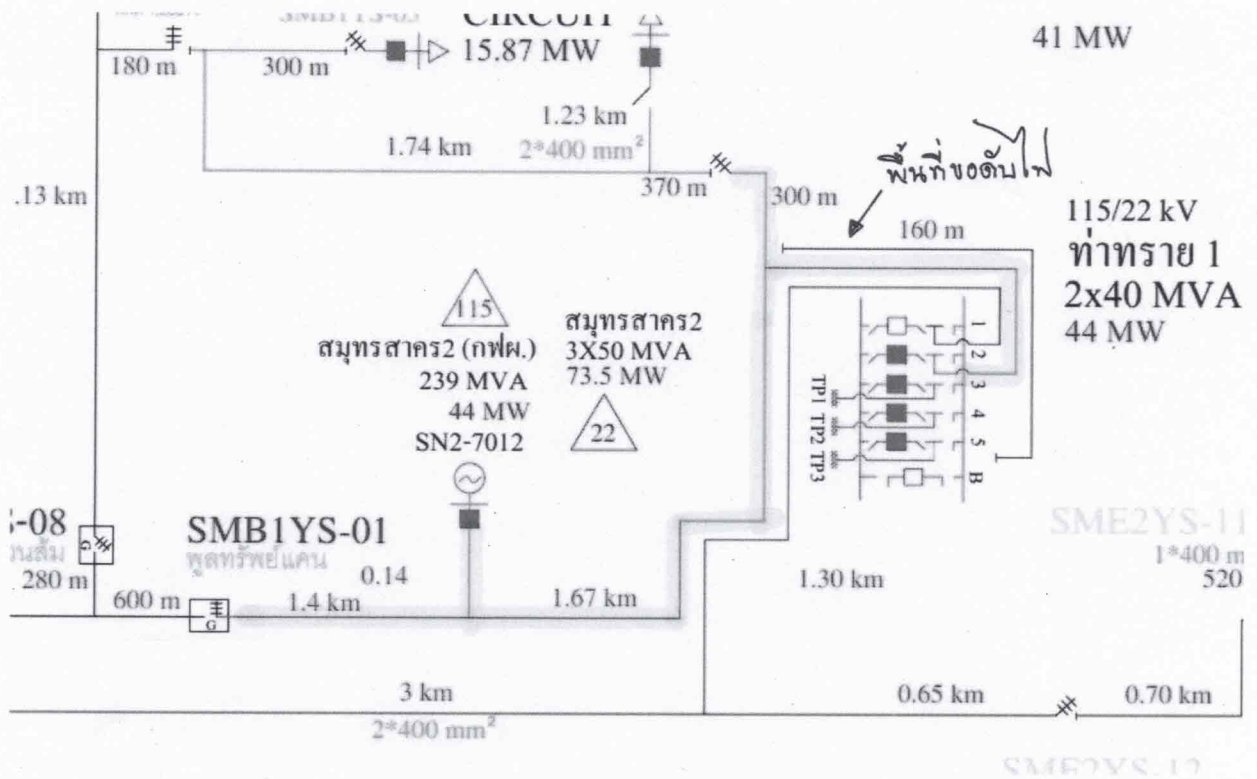 CIRCUIT
15.87 MW
41 MW
180 m
300 m
1.23 km
1.74 km
2*400 mm²
370 m
300 m
พื้นที่ขอดับไฟ
.13 km
160 m
115/22 kV
ท่าทราย 1
2x40 MVA
44 MW
115
สมุทรสาคร2 (กฟผ.)
239 MVA
44 MW
SN2-7012
สมุทรสาคร2
3X50 MVA
73.5 MW
22
1
2
3
4
5
B
TP1
TP2
TP3
-08
วนส้ม
G
280 m
600 m
SMB1YS-01
พูลทรัพย์แคน
G
0.14
1.4 km
1.67 km
1.30 km
SME2YS-11
1*400 m
520
3 km
2*400 mm²
0.65 km
0.70 km
SME2YS-12